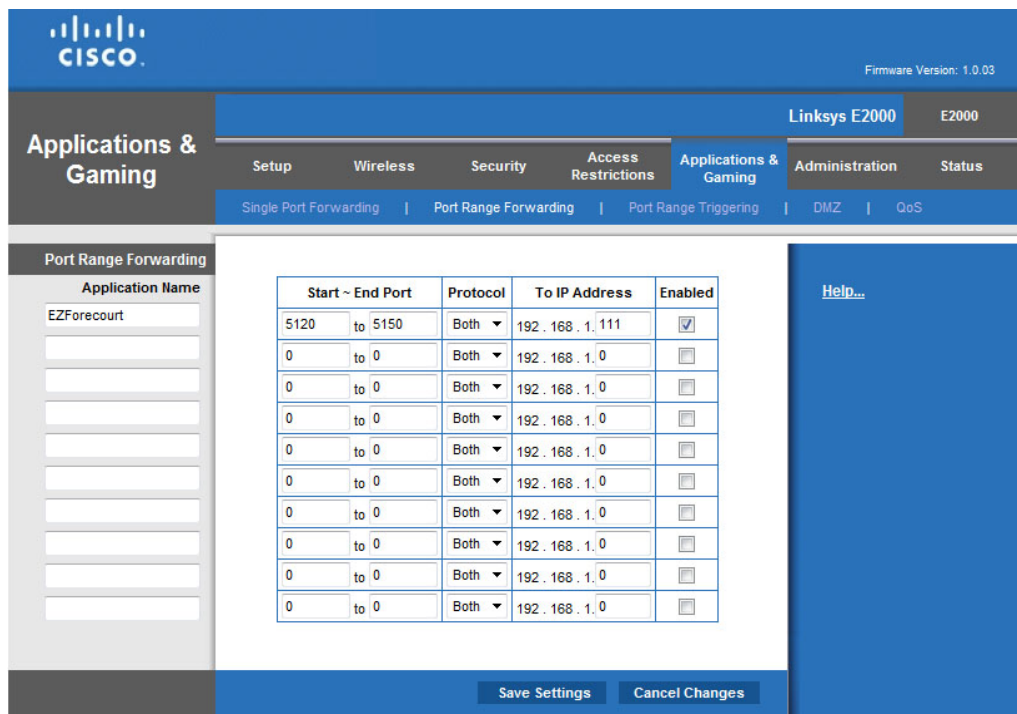 CISCO.
Firmware Version: 1.0.03
Linksys E2000 E2000
Applications & Gaming
Setup Wireless Security Access Restrictions Applications & Gaming Administration Status
Single Port Forwarding | Port Range Forwarding | Port Range Triggering | DMZ | QoS
Port Range Forwarding
Application Name
Start ~ End Port Protocol To IP Address Enabled
Help...
EZForecourt 5120 to 5150 Both 192 . 168 . 1. 111
0 to 0 Both 192 . 168 . 1. 0
0 to 0 Both 192 . 168 . 1. 0
0 to 0 Both 192 . 168 . 1. 0
0 to 0 Both 192 . 168 . 1. 0
0 to 0 Both 192 . 168 . 1. 0
0 to 0 Both 192 . 168 . 1. 0
0 to 0 Both 192 . 168 . 1. 0
0 to 0 Both 192 . 168 . 1. 0
0 to 0 Both 192 . 168 . 1. 0
Save Settings Cancel Changes